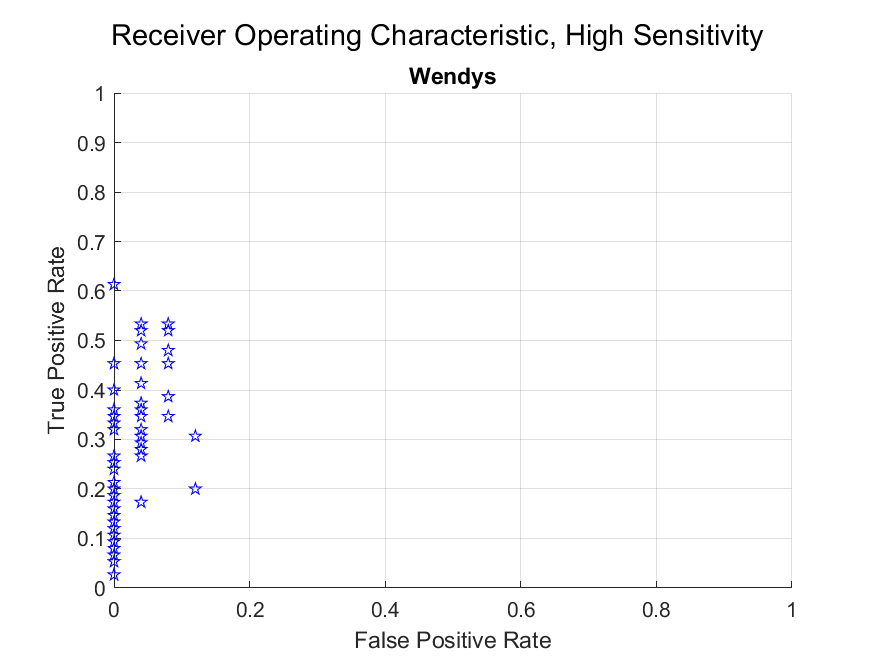 Receiver Operating Characteristic, High Sensitivity
Wendys
1
0.9
0.8
0.7
0.6
0.5
0.4
0.3
0.2
0.1
0
True Positive Rate
0 0.2 0.4 0.6 0.8 1
False Positive Rate